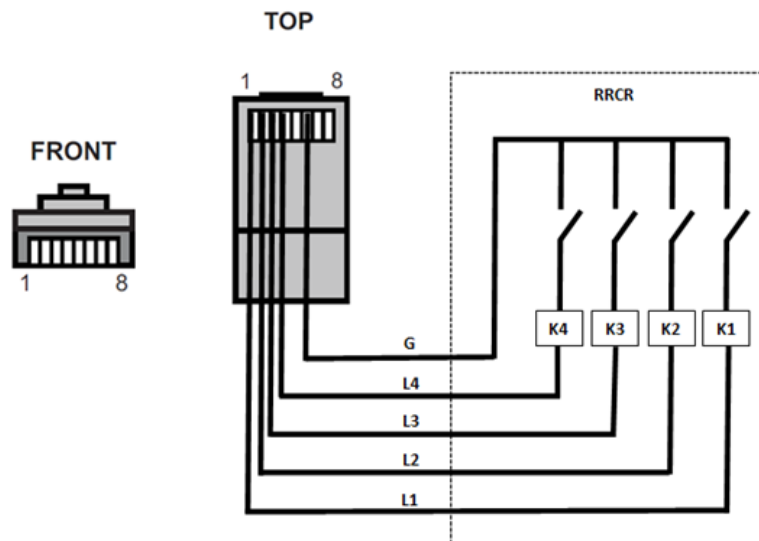 TOP
1 8
RRCR
FRONT
1 8
K4 K3 K2 K1
G
L4
L3
L2
L1